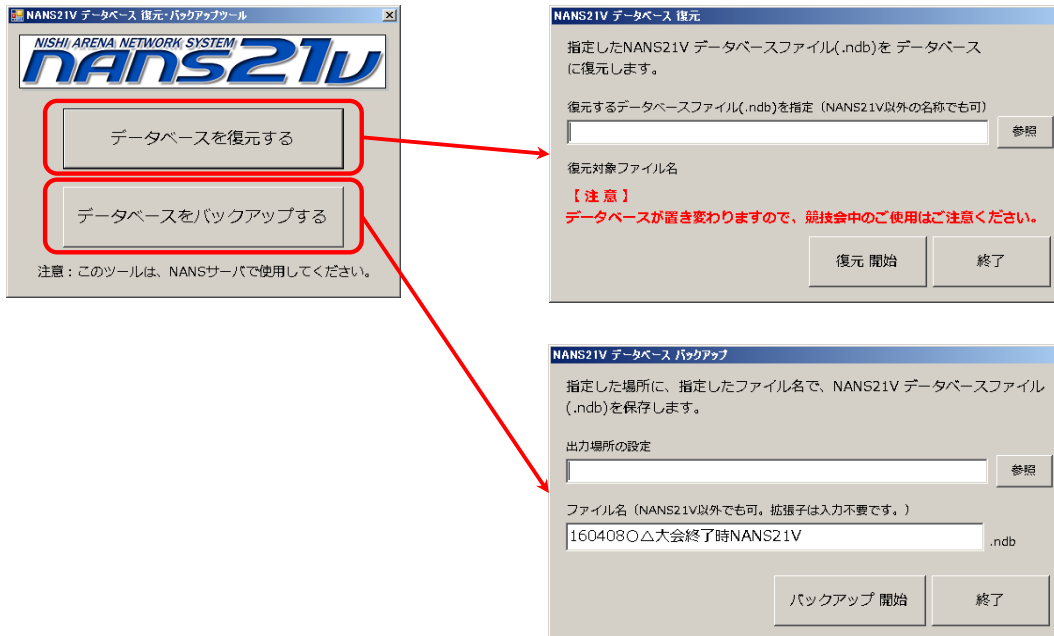 NANS21V データベース 復元・バックアップツール
NISHI ARENA NETWORK SYSTEM
nans21v
データベースを復元する
データベースをバックアップする
注意：このツールは、NANSサーバで使用してください。
NANS21V データベース 復元
指定したNANS21V データベースファイル(.ndb)を データベース
に復元します。
復元するデータベースファイル(.ndb)を指定（NANS21V以外の名称でも可）
参照
復元対象ファイル名
【 注 意 】
データベースが置き変わりますので、競技会中のご使用はご注意ください。
復元 開始
終了
NANS21V データベース バックアップ
指定した場所に、指定したファイル名で、NANS21V データベースファイル
(.ndb)を保存します。
出力場所の設定
参照
ファイル名（NANS21V以外でも可。拡張子は入力不要です。）
160408○△大会終了時NANS21V
.ndb
バックアップ 開始
終了